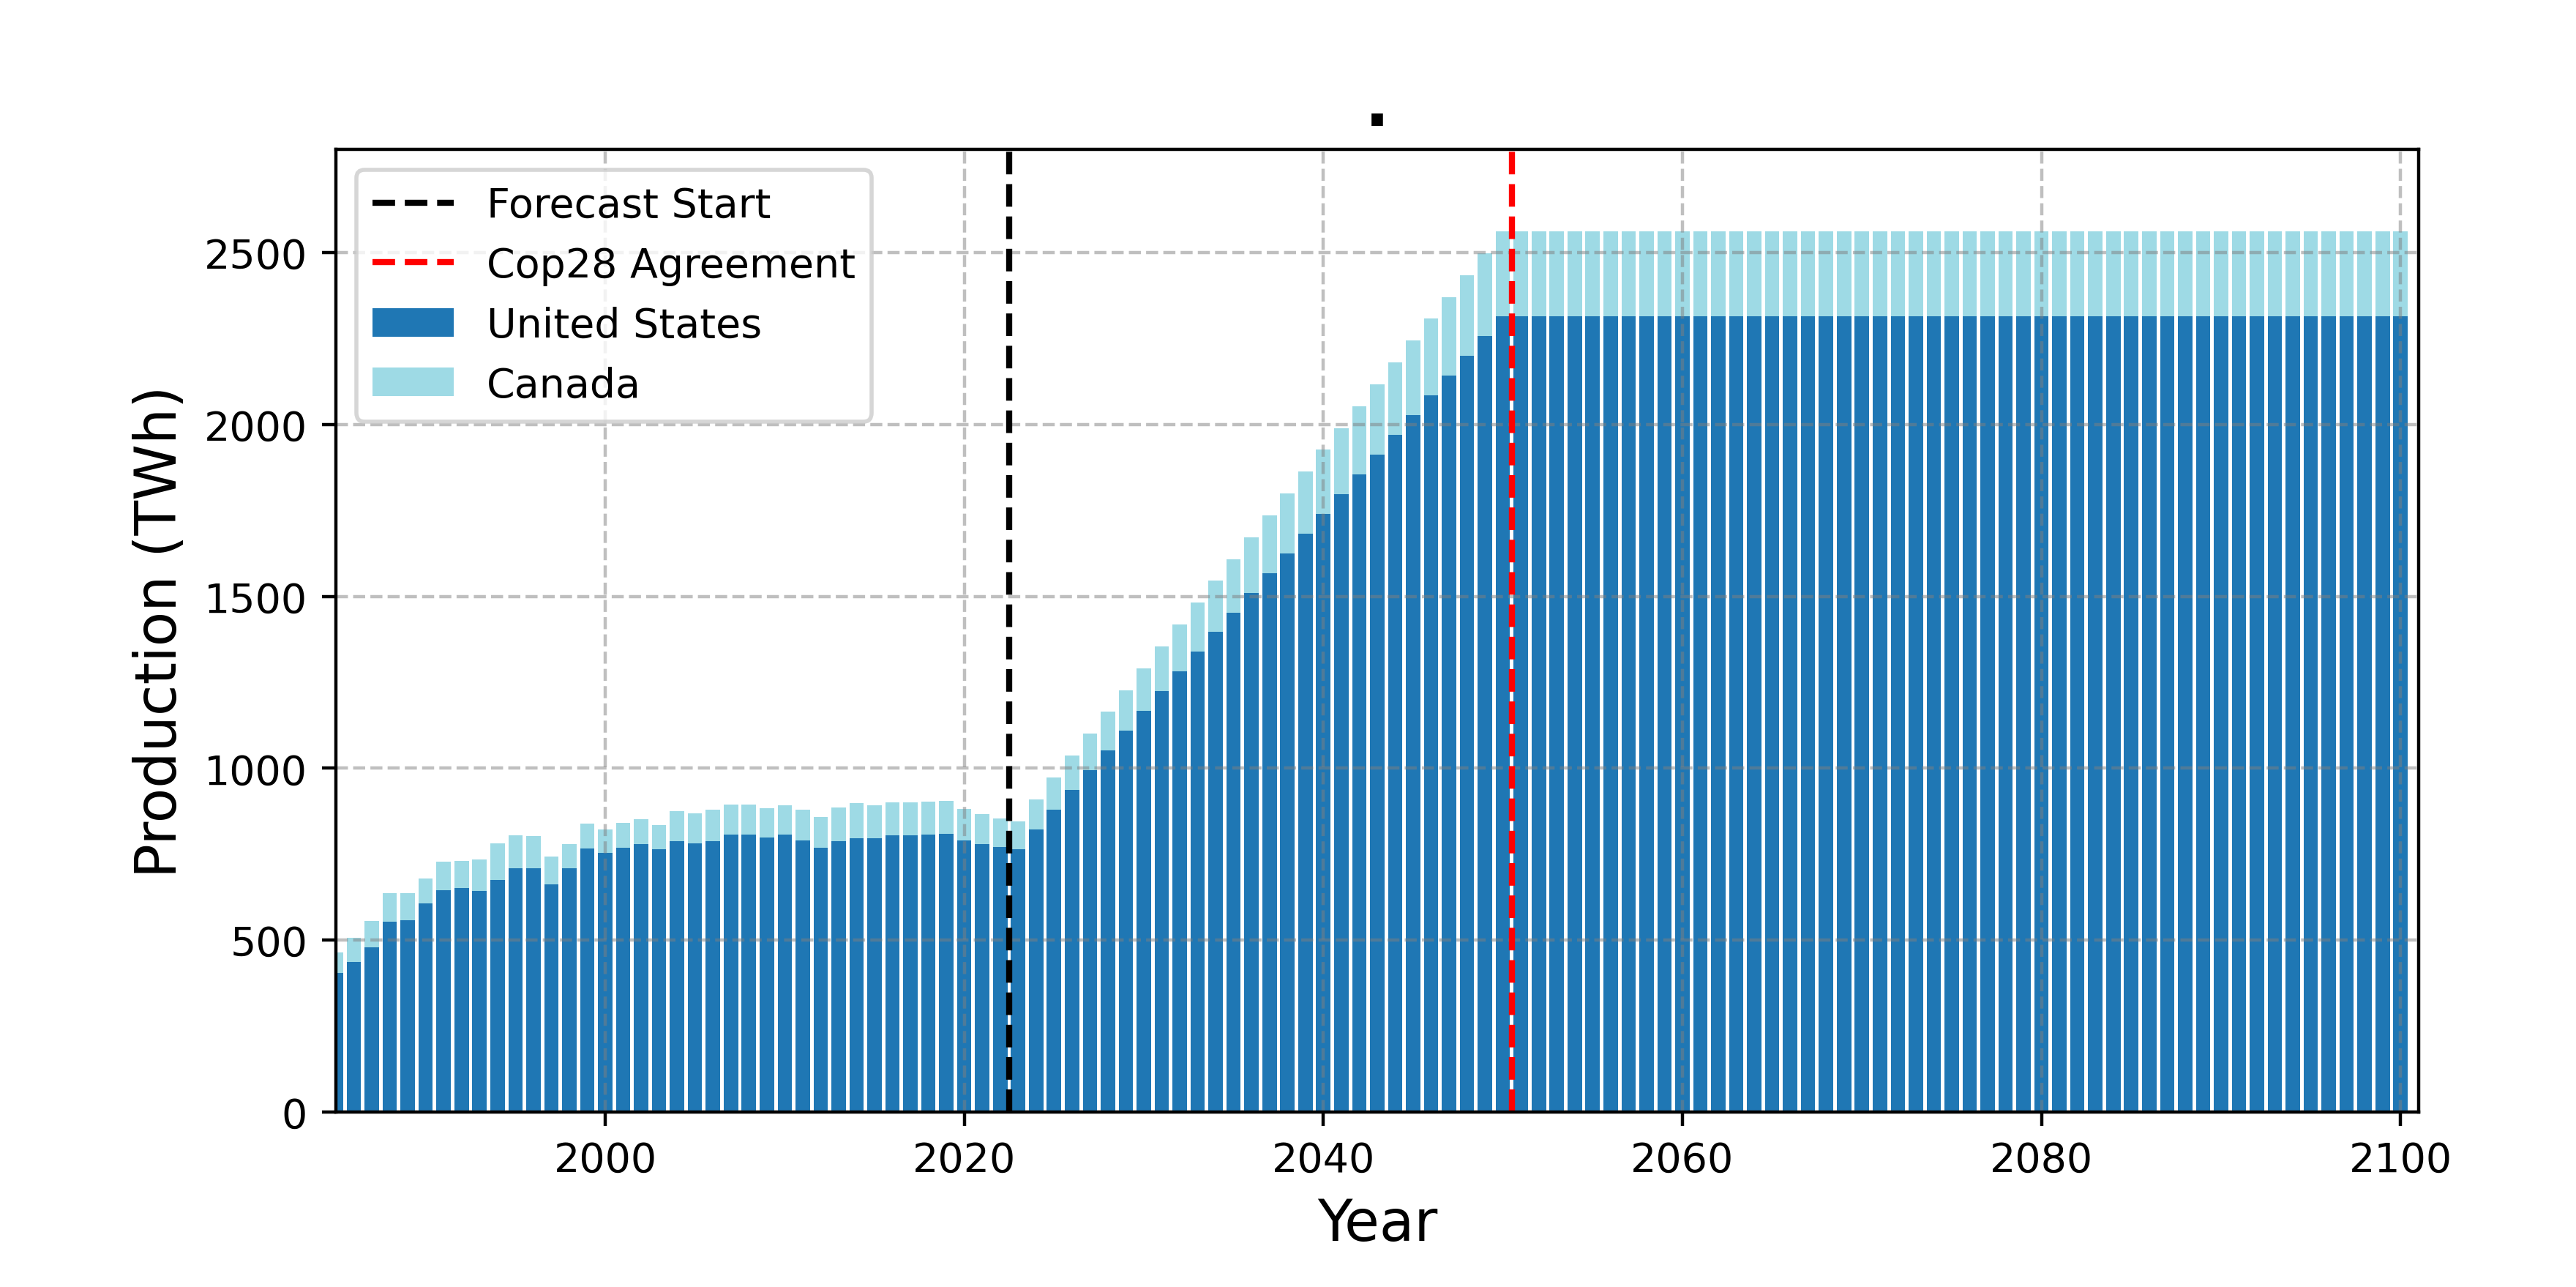 .
Forecast Start
Cop28 Agreement
United States
Canada
Production (TWh)
2500
2000
1500
1000
500
0
2000 2020 2040 2060 2080 2100
Year